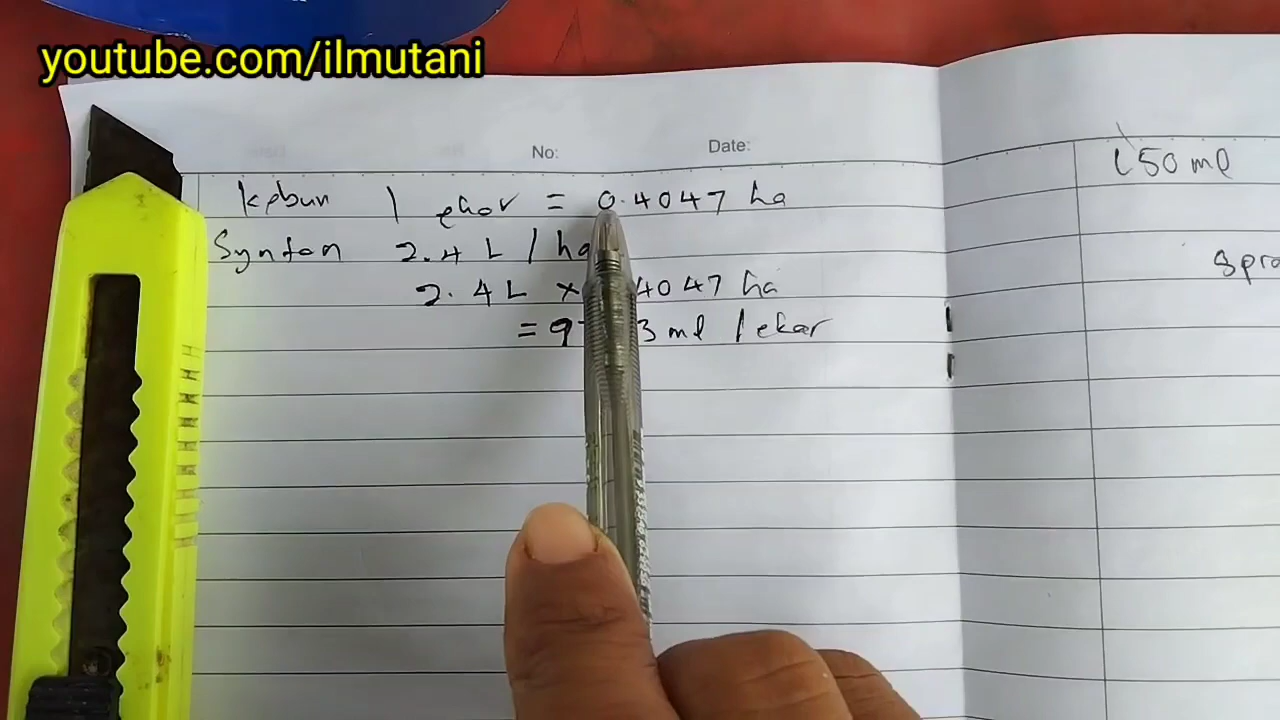 youtube.com/ilmutani
No:
Date:
kebun 1 ekar = 0.4047 ha
Syntan 2.4 L / ha
2.4 L × 4047 ha
= 9 3 ml / ekar
150 ml
spra